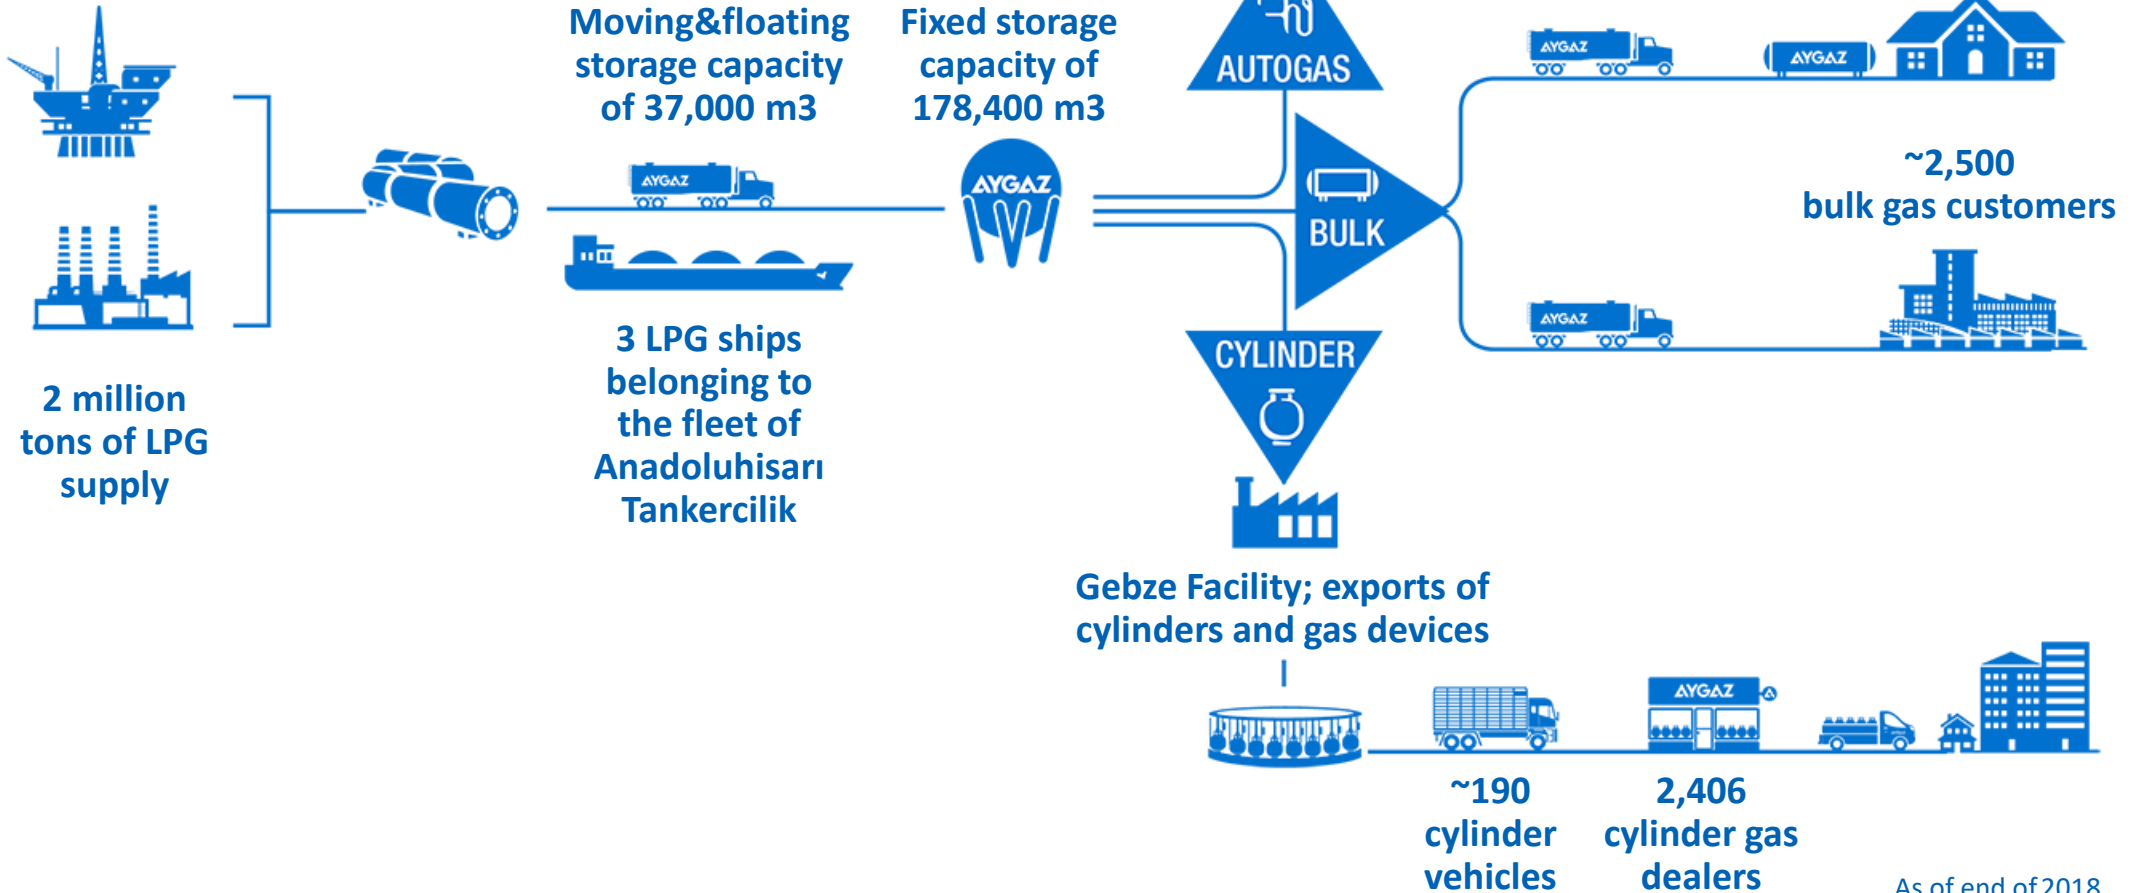 Moving&floating
storage capacity
of 37,000 m3
Fixed storage
capacity of
178,400 m3
AUTOGAS
AYGAZ
AYGAZ
~2,500
bulk gas customers
AYGAZ
AYGAZ
BULK
2 million
tons of LPG
supply
3 LPG ships
belonging to
the fleet of
Anadoluhisarı
Tankercilik
AYGAZ
CYLINDER
Gebze Facility; exports of
cylinders and gas devices
AYGAZ
~190
cylinder
vehicles
2,406
cylinder gas
dealers
As of end of 2018